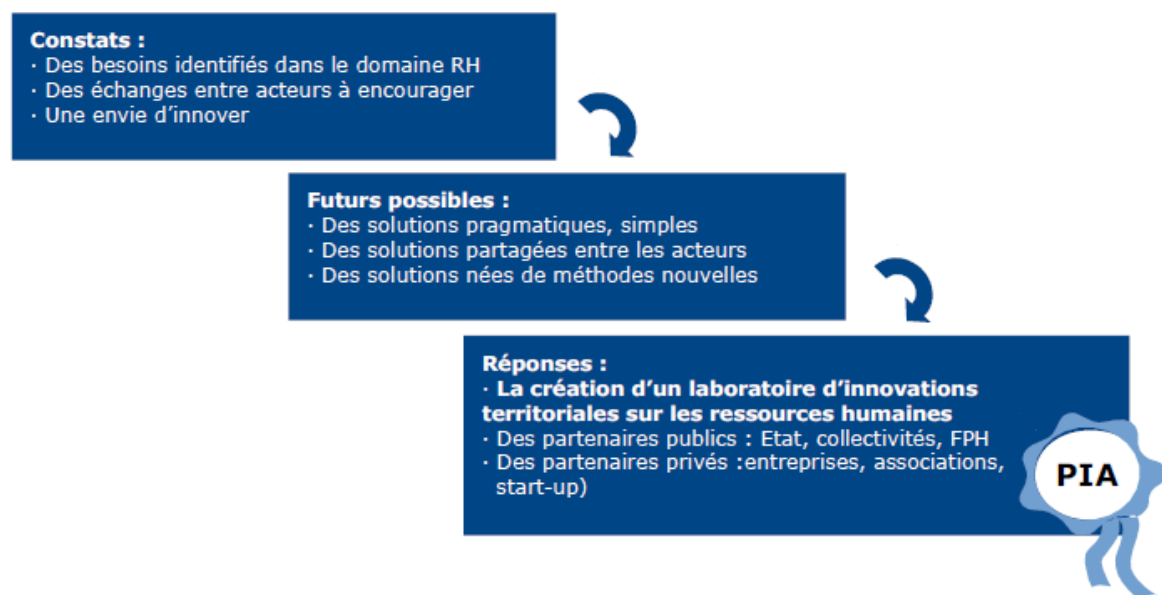 Constats :
· Des besoins identifiés dans le domaine RH
· Des échanges entre acteurs à encourager
· Une envie d’innover
Futurs possibles :
· Des solutions pragmatiques, simples
· Des solutions partagées entre les acteurs
· Des solutions nées de méthodes nouvelles
Réponses :
· La création d’un laboratoire d’innovations
territoriales sur les ressources humaines
· Des partenaires publics : Etat, collectivités, FPH
· Des partenaires privés :entreprises, associations,
start-up)
PIA